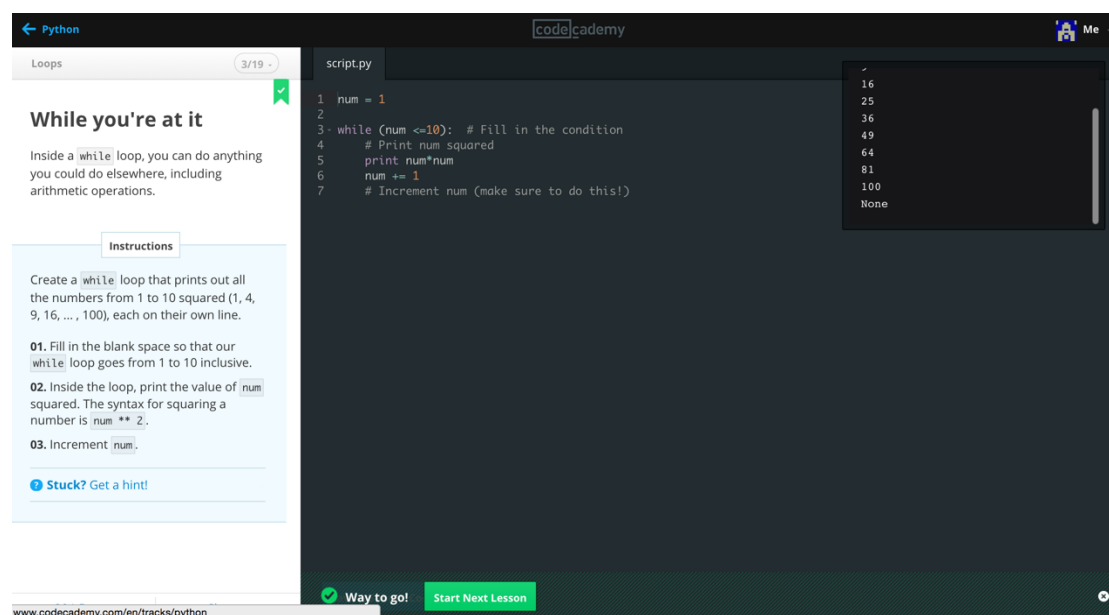 Python
codecademy
Me
Loops
3/19
script.py
While you're at it
Inside a while loop, you can do anything
you could do elsewhere, including
arithmetic operations.
Instructions
Create a while loop that prints out all
the numbers from 1 to 10 squared (1, 4,
9, 16, ... , 100), each on their own line.
01. Fill in the blank space so that our
while loop goes from 1 to 10 inclusive.
02. Inside the loop, print the value of num
squared. The syntax for squaring a
number is num ** 2.
03. Increment num.
? Stuck? Get a hint!
1 num = 1
2
3 while (num <=10):  # Fill in the condition
4     # Print num squared
5     print num*num
6     num += 1
7     # Increment num (make sure to do this!)
16
25
36
49
64
81
100
None
Way to go!
Start Next Lesson
www.codecademy.com/en/tracks/python